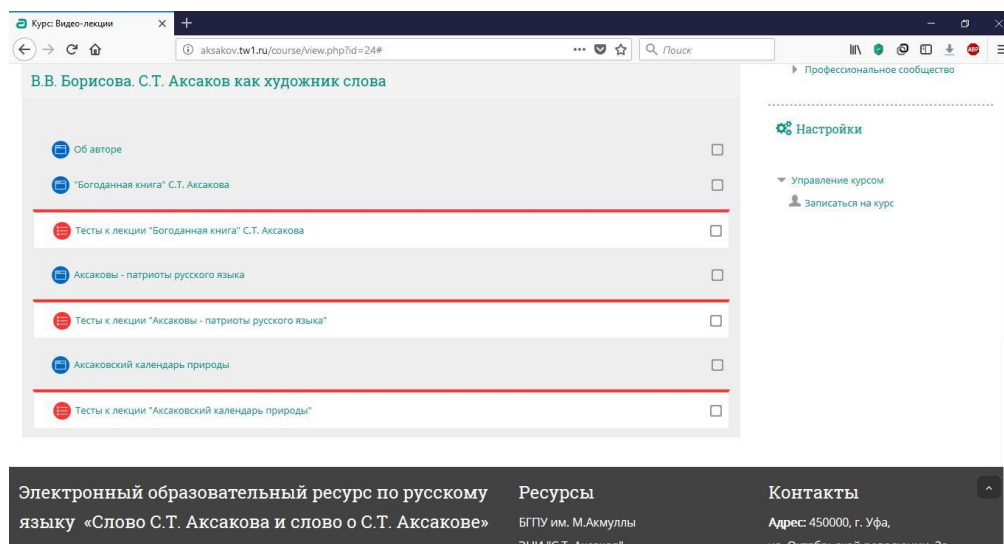 Курс: Видео-лекции
aksakov.tw1.ru/course/view.php?id=24#
Поиск
ABP
В.В. Борисова. С.Т. Аксаков как художник слова
Об авторе
"Богоданная книга" С.Т. Аксакова
Тесты к лекции "Богоданная книга" С.Т. Аксакова
Аксаковы - патриоты русского языка
Тесты к лекции "Аксаковы - патриоты русского языка"
Аксаковский календарь природы
Тесты к лекции "Аксаковский календарь природы"
Профессиональное сообщество
Настройки
Управление курсом
Записаться на курс
Электронный образовательный ресурс по русскому
языку «Слово С.Т. Аксакова и слово о С.Т. Аксакове»
Ресурсы
БГПУ им. М.Акмуллы
Контакты
Адрес: 450000, г. Уфа,